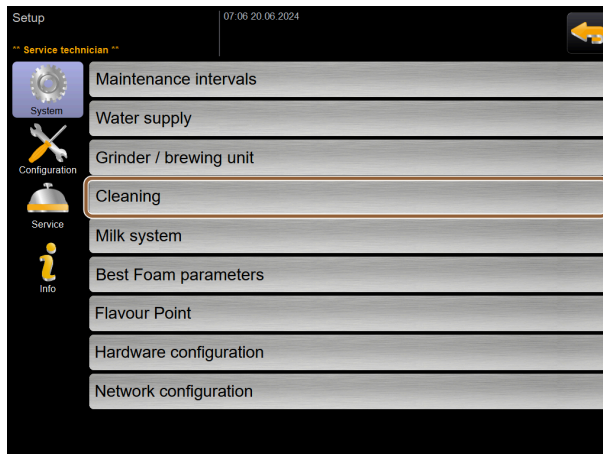 Setup
07:06 20.06.2024
** Service technician **
System
Configuration
Service
Info
Maintenance intervals
Water supply
Grinder / brewing unit
Cleaning
Milk system
Best Foam parameters
Flavour Point
Hardware configuration
Network configuration